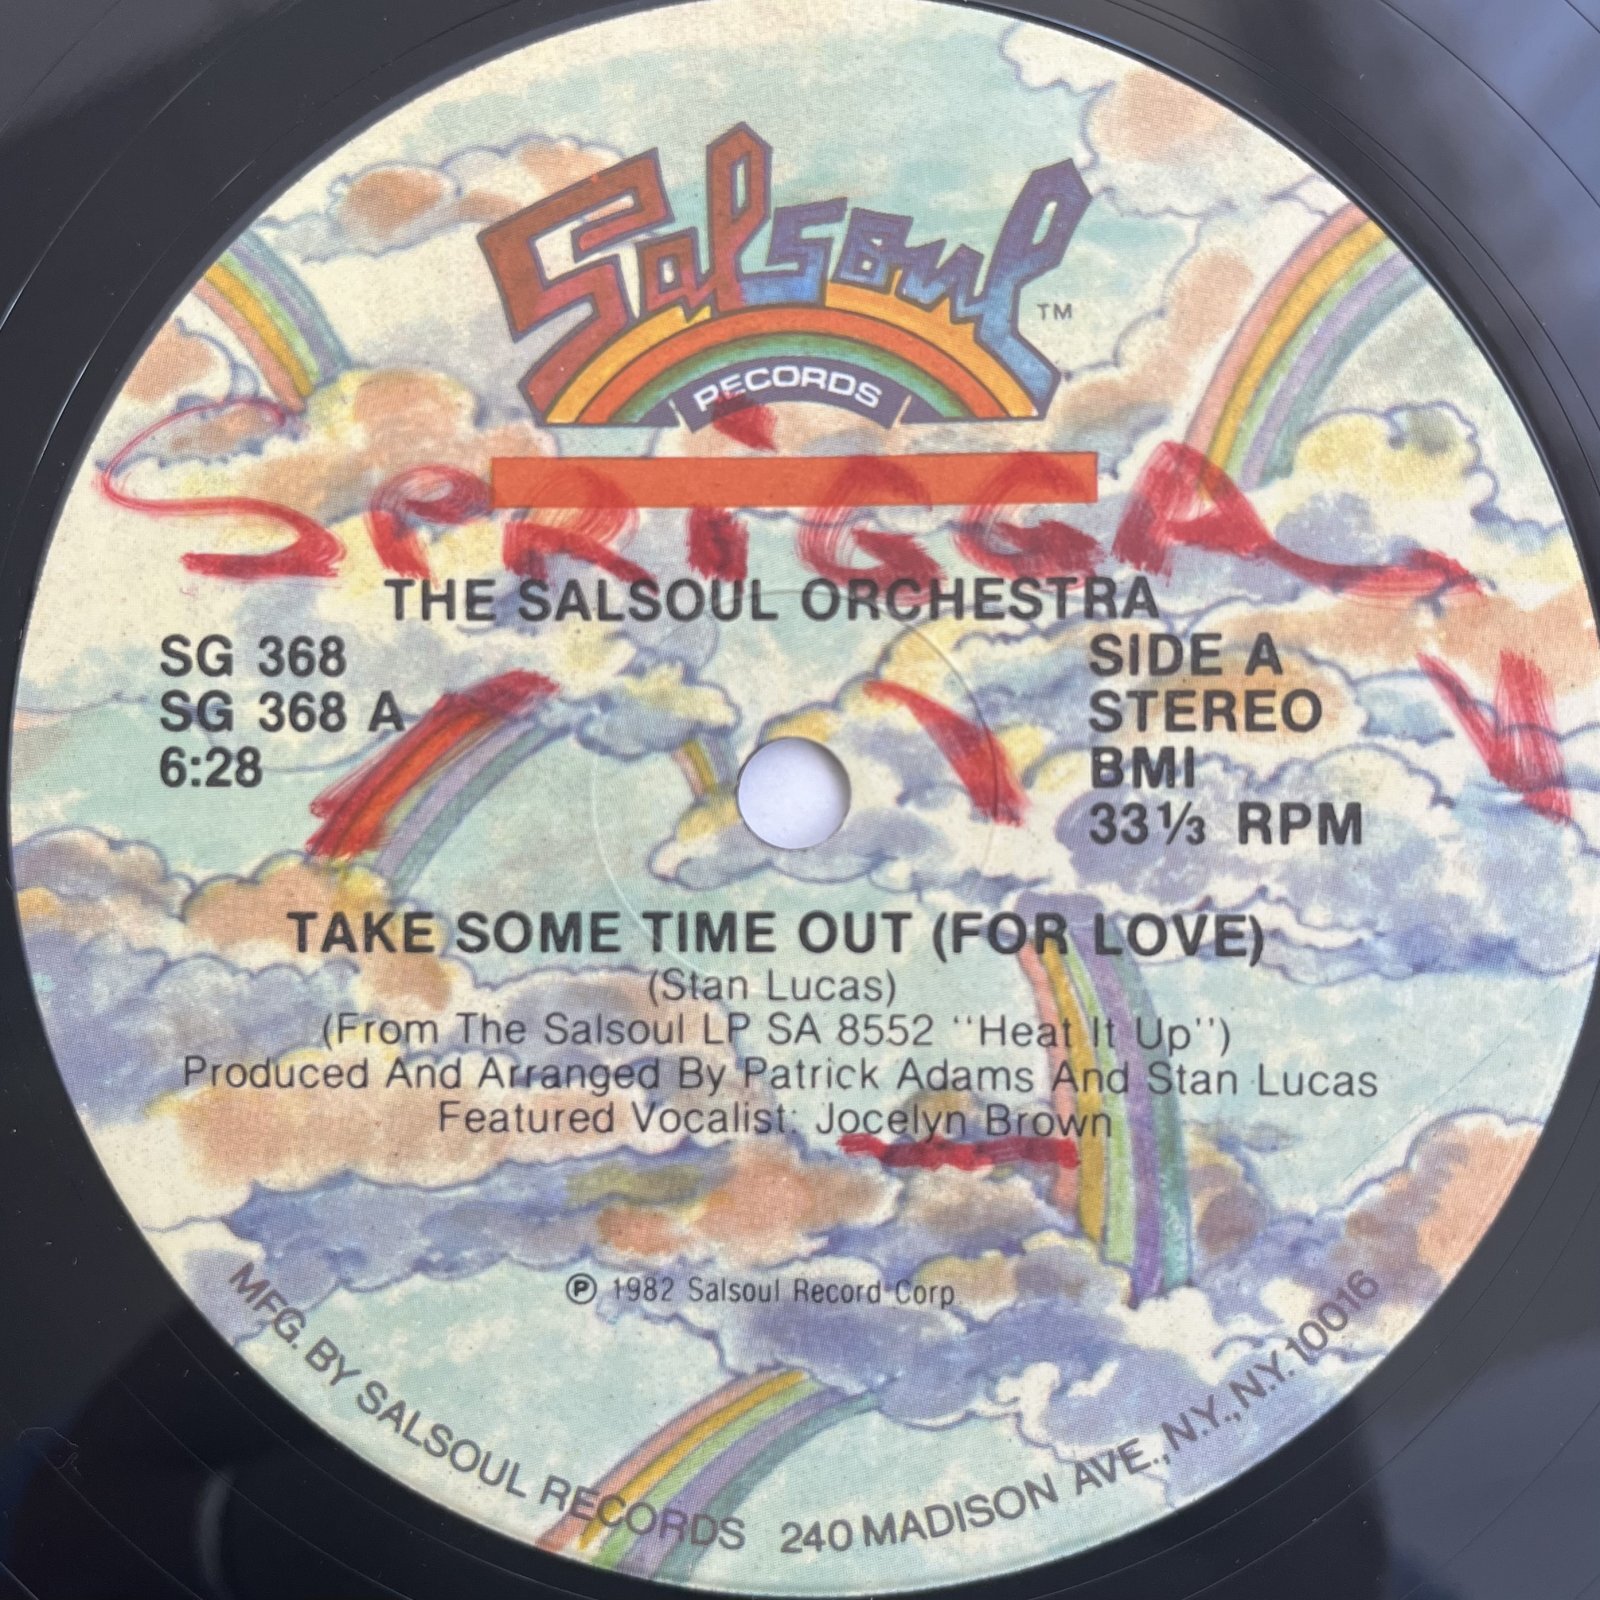 Salsoul TM
RECORDS
SPRIGGA
THE SALSOUL ORCHESTRA
SG 368
SG 368 A
6:28
SIDE A
STEREO
BMI
33 1/3 RPM
TAKE SOME TIME OUT (FOR LOVE)
(Stan Lucas)
(From The Salsoul LP SA 8552 "Heat It Up")
Produced And Arranged By Patrick Adams And Stan Lucas
Featured Vocalist: Jocelyn Brown
℗ 1982 Salsoul Record Corp.
MFG. BY SALSOUL RECORDS 240 MADISON AVE., N.Y., N.Y. 10016